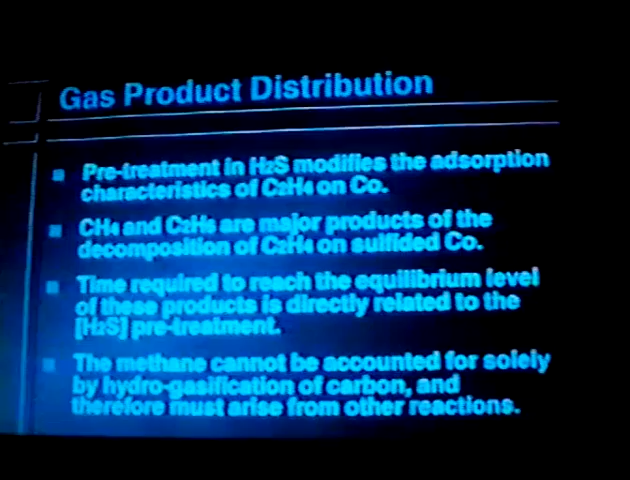 Gas Product Distribution
Pre-treatment in H2S modifies the adsorption
characteristics of C2H4 on Co.
CH4 and C2H6 are major products of the
decomposition of C2H4 on sulfided Co.
Time required to reach the equilibrium level
of these products is directly related to the
[H2S] pre-treatment.
The methane cannot be accounted for solely
by hydro-gasification of carbon, and
therefore must arise from other reactions.